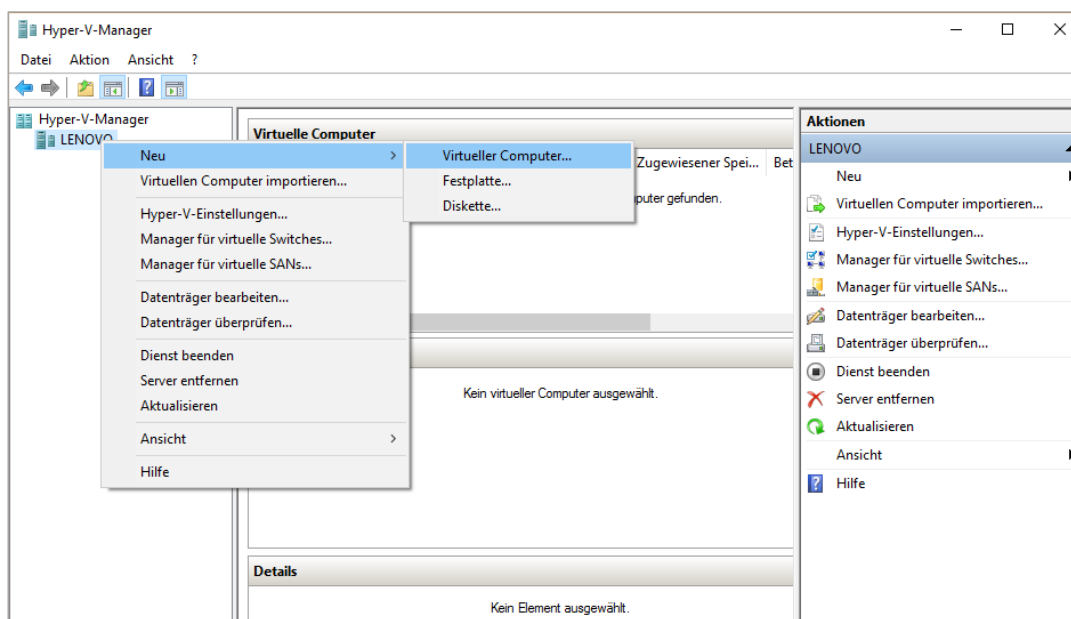 Hyper-V-Manager
Datei Aktion Ansicht ?
Hyper-V-Manager
LENOVO
Neu
Virtuellen Computer importieren...
Hyper-V-Einstellungen...
Manager für virtuelle Switches...
Manager für virtuelle SANs...
Datenträger bearbeiten...
Datenträger überprüfen...
Dienst beenden
Server entfernen
Aktualisieren
Ansicht
Hilfe
Virtueller Computer...
Festplatte...
Diskette...
Virtuelle Computer
Zugewiesener Spei... Bet
puter gefunden.
Kein virtueller Computer ausgewählt.
Details
Kein Element ausgewählt.
Aktionen
LENOVO
Neu
Virtuellen Computer importieren...
Hyper-V-Einstellungen...
Manager für virtuelle Switches...
Manager für virtuelle SANs...
Datenträger bearbeiten...
Datenträger überprüfen...
Dienst beenden
Server entfernen
Aktualisieren
Ansicht
Hilfe